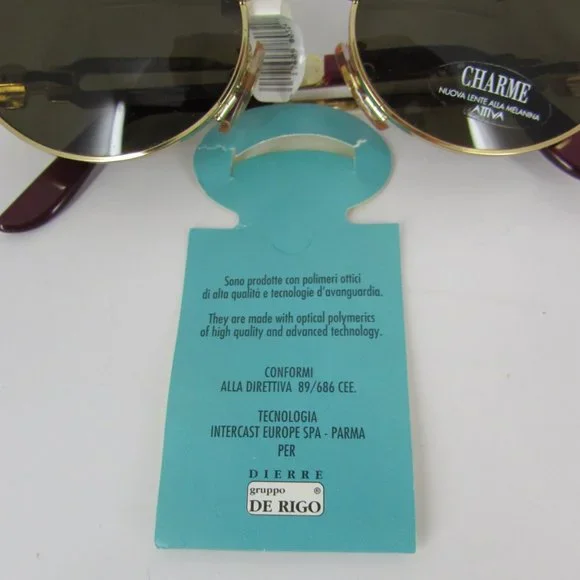 CHARME
NUOVA LENTE ALLA MELANINA
ATTIVA
Sono prodotte con polimeri ottici
di alta qualità e tecnologie d'avanguardia.
They are made with optical polymerics
of high quality and advanced technology.
CONFORMI
ALLA DIRETTIVA 89/686 CEE.
TECNOLOGIA
INTERCAST EUROPE SPA - PARMA
PER
DIERRE
gruppo ®
DE RIGO